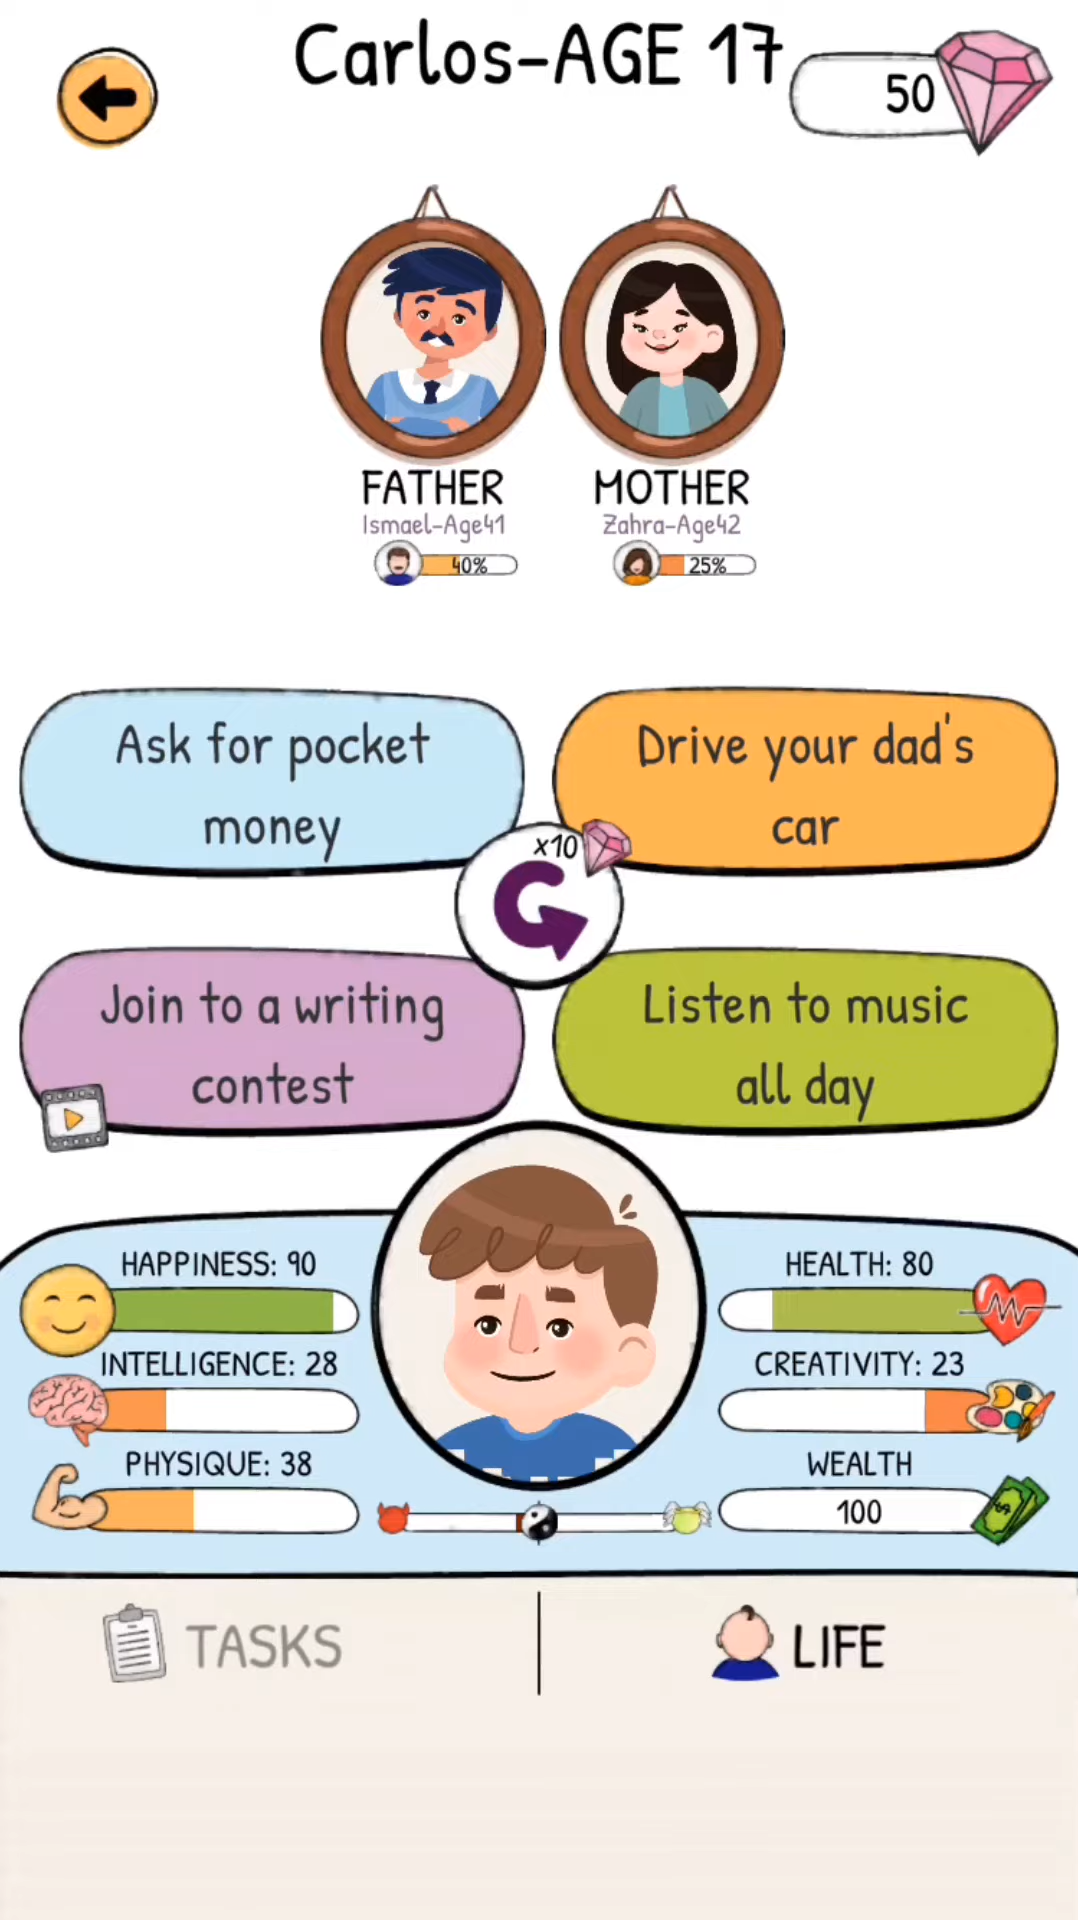 Carlos-AGE 17
50
FATHER
MOTHER
Ismael-Age41
Zahra-Age42
40%
25%
Ask for pocket
money
Drive your dad's
car
x10
Join to a writing
contest
Listen to music
all day
HAPPINESS: 90
HEALTH: 80
INTELLIGENCE: 28
CREATIVITY: 23
PHYSIQUE: 38
WEALTH
100
TASKS
LIFE